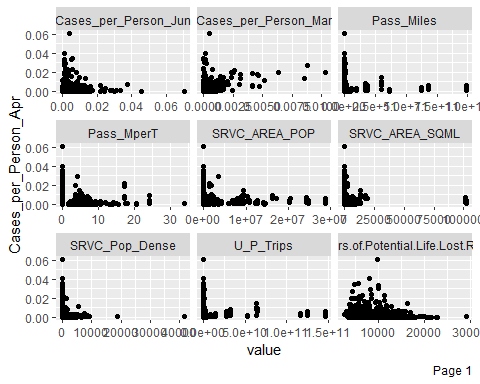 Cases_per_Person_Jun Cases_per_Person_Mar Pass_Miles
0.06
0.04
0.02
0.00
0.00 0.02 0.04 0.06
Pass_MperT SRVC_AREA_POP SRVC_AREA_SQML
0.06
0.04
0.02
0.00
0 10 20 30 0e+00 1e+07 2e+07 3e+07 0 25000 50000 75000
SRVC_Pop_Dense U_P_Trips rs.of.Potential.Life.Lost.R
0.06
0.04
0.02
0.00
0 10000 20000 30000 5.0e+10 1.0e+11 1.5e+11 10000 20000 30000
Cases_per_Person_Apr
value
Page 1